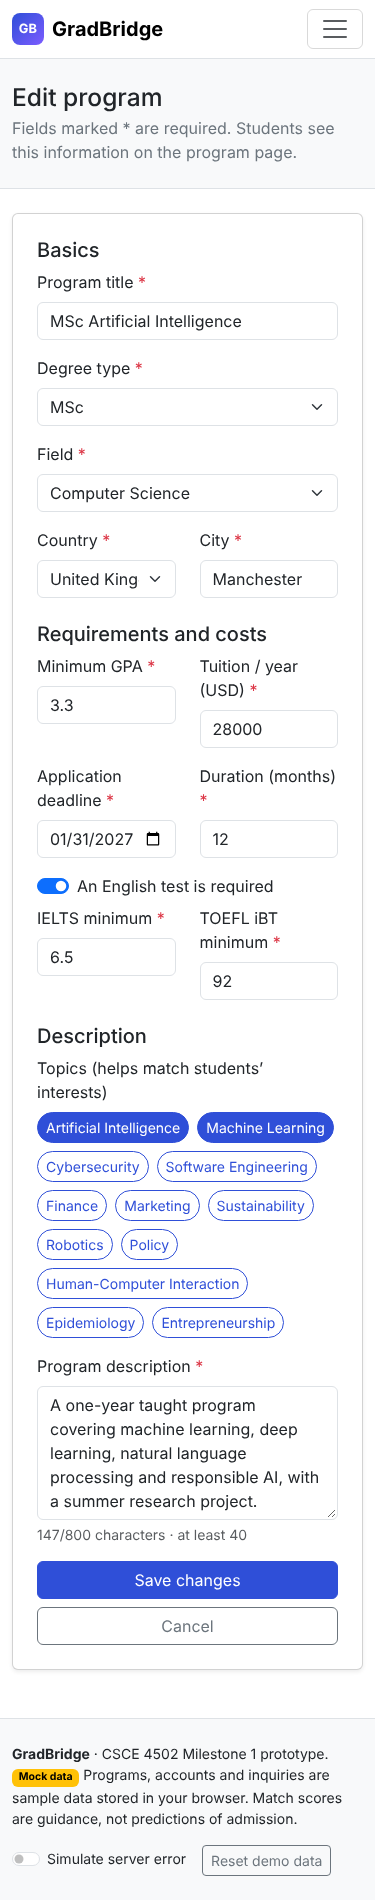 GB GradBridge
Edit program
Fields marked * are required. Students see
this information on the program page.
Basics
Program title *
MSc Artificial Intelligence
Degree type *
MSc
Field *
Computer Science
Country * City *
United King Manchester
Requirements and costs
Minimum GPA * Tuition / year
(USD) *
3.3
28000
Application Duration (months)
deadline * *
01/31/2027 12
An English test is required
IELTS minimum * TOEFL iBT
minimum *
6.5
92
Description
Topics (helps match students’
interests)
Artificial Intelligence Machine Learning
Cybersecurity Software Engineering
Finance Marketing Sustainability
Robotics Policy
Human-Computer Interaction
Epidemiology Entrepreneurship
Program description *
A one-year taught program
covering machine learning, deep
learning, natural language
processing and responsible AI, with
a summer research project.
147/800 characters · at least 40
Save changes
Cancel
GradBridge · CSCE 4502 Milestone 1 prototype.
Mock data Programs, accounts and inquiries are
sample data stored in your browser. Match scores
are guidance, not predictions of admission.
Simulate server error Reset demo data